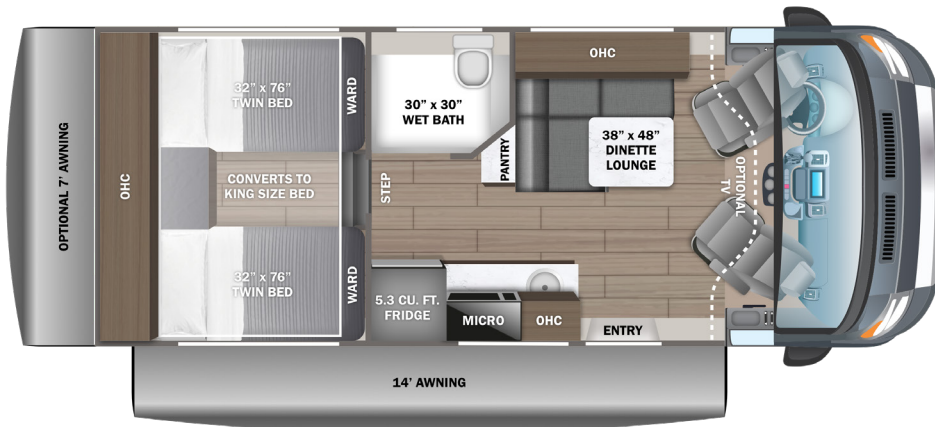 OPTIONAL 7' AWNING
OHC
32" x 76"
TWIN BED
WARD
CONVERTS TO
KING SIZE BED
32" x 76"
TWIN BED
WARD
30" x 30"
WET BATH
STEP
PANTRY
OHC
38" x 48"
DINETTE
LOUNGE
OPTIONAL
TV
5.3 CU. FT.
FRIDGE
MICRO
OHC
ENTRY
14' AWNING